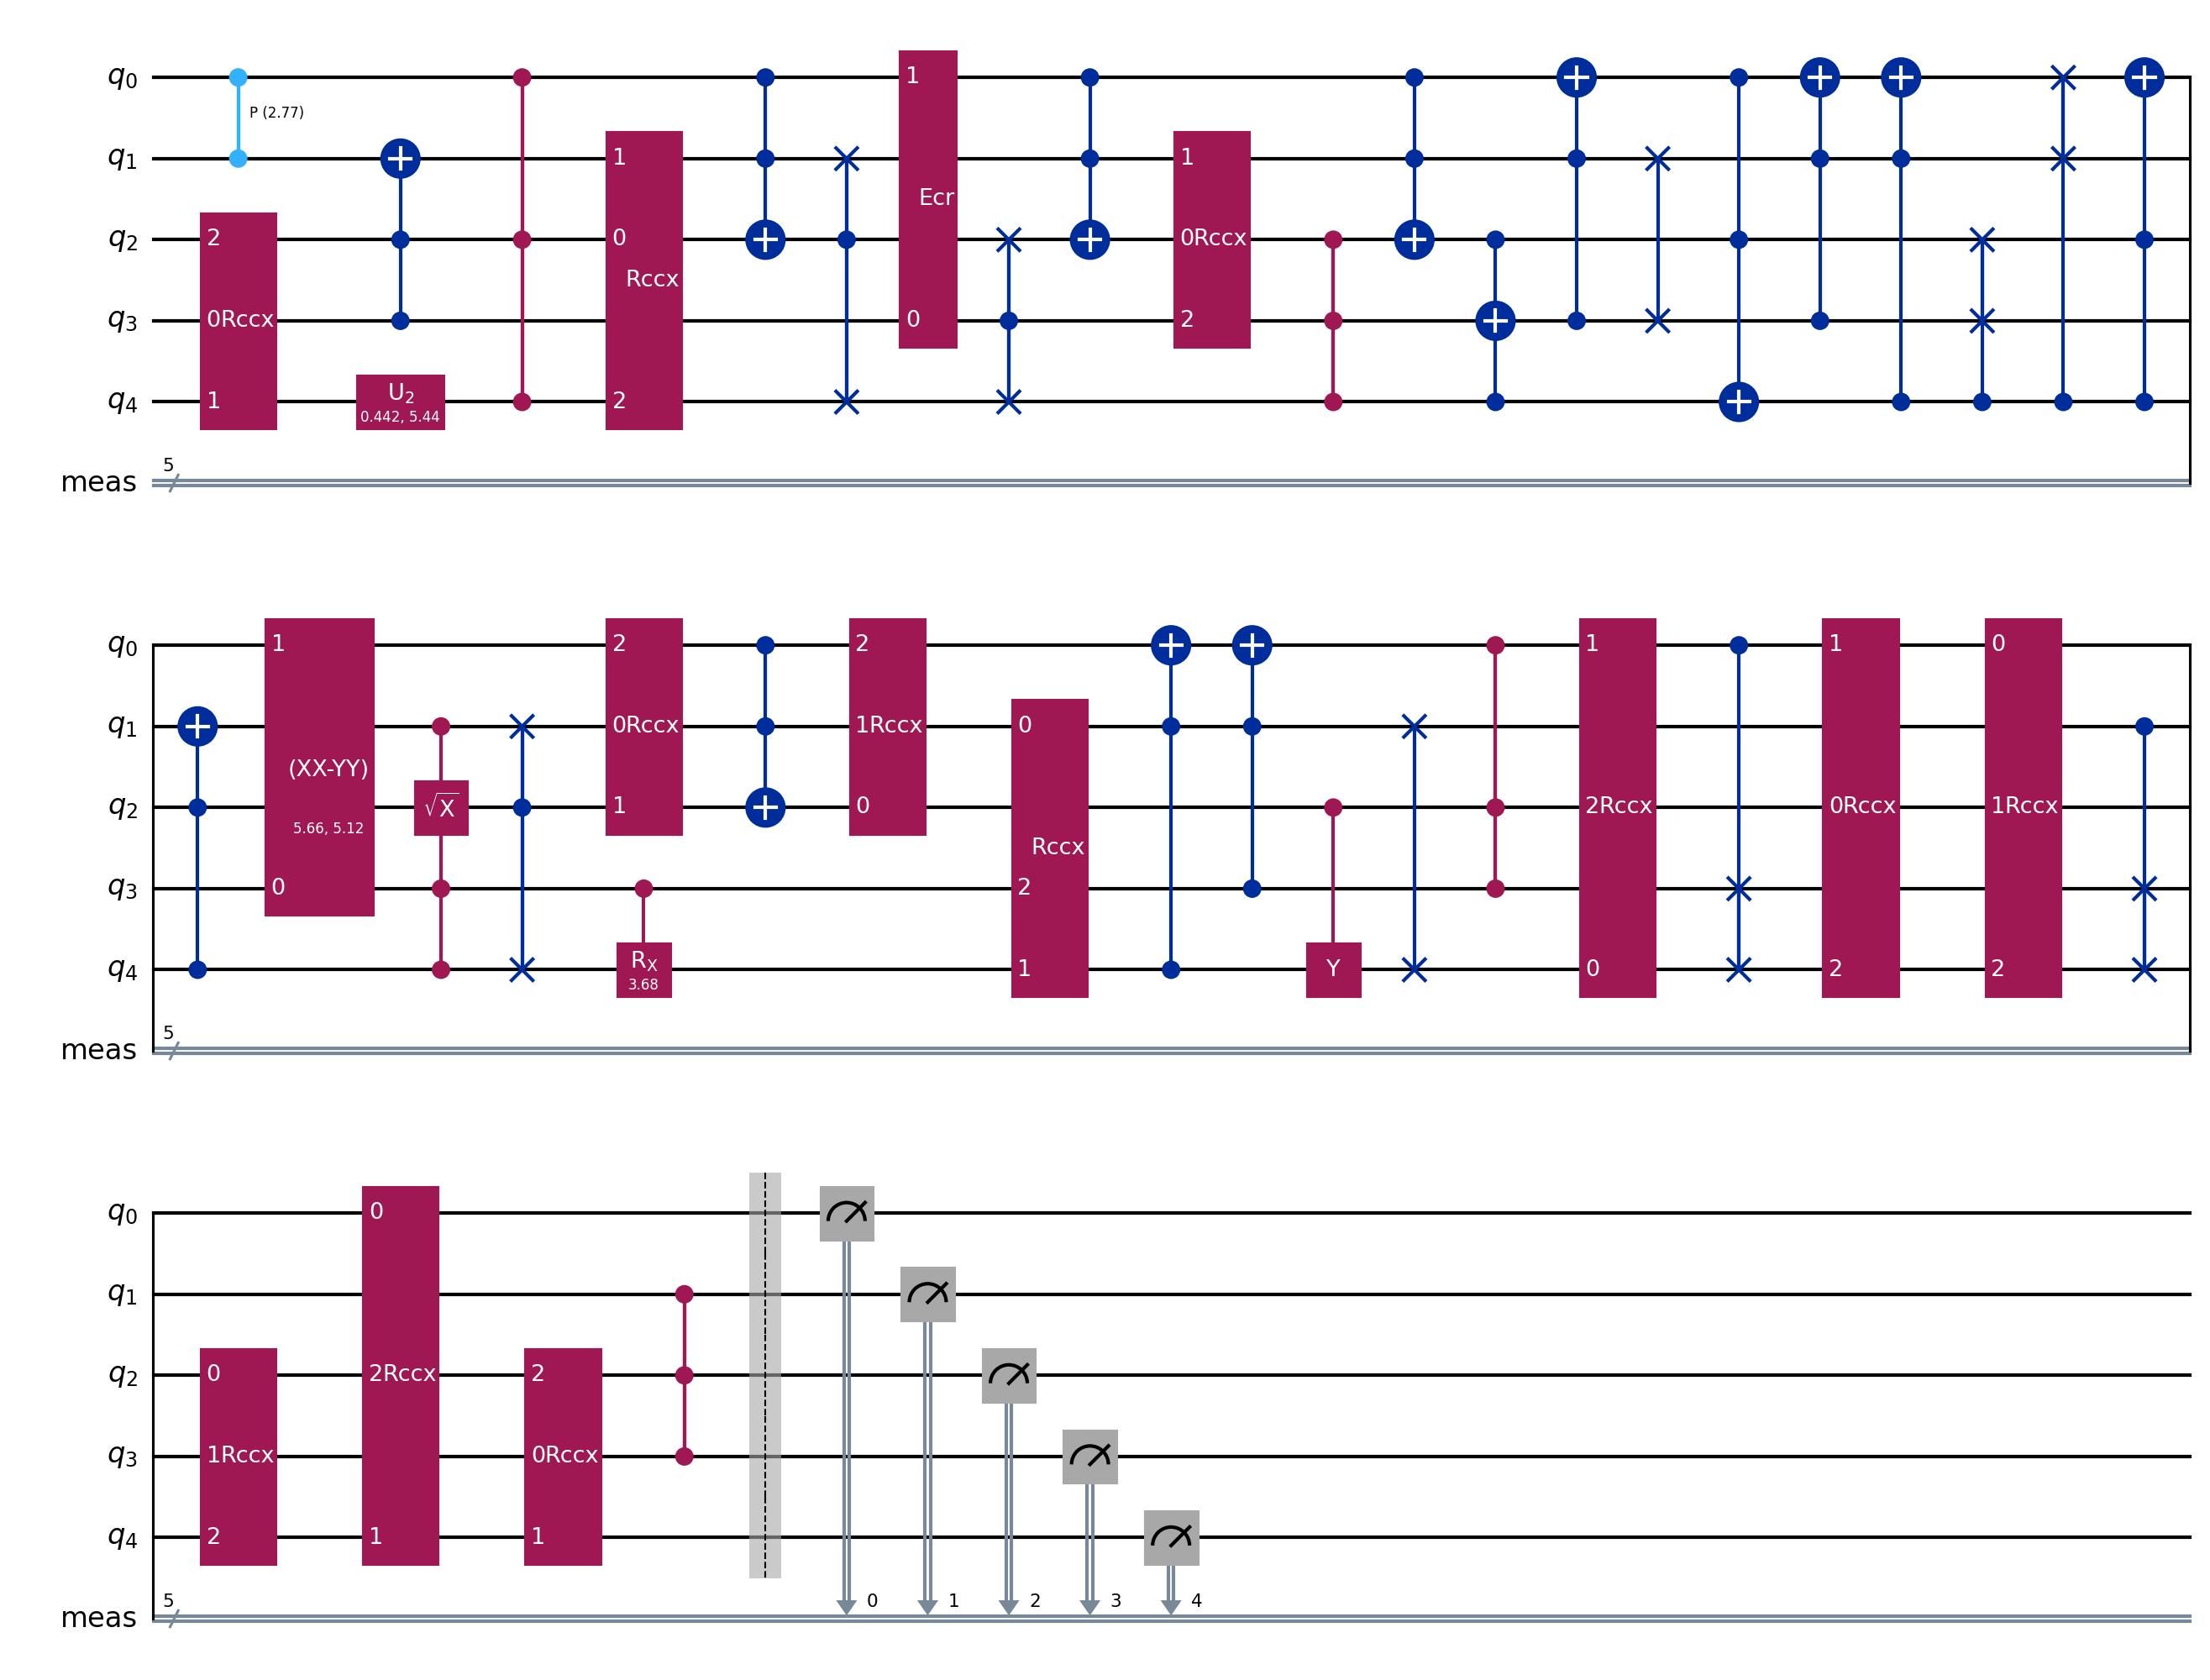 q0 1
P (2.77)
q1 1 1
Ecr
q2 2 0 0Rccx
Rccx
q3 0Rccx 0 2
q4 1 U2 2
0.442, 5.44
5
meas
q0 1 2 2 1 1 0
q1 0Rccx 1Rccx 0
(XX-YY)
q2 √X 1 0 2Rccx 0Rccx 1Rccx
5.66, 5.12
Rccx
q3 0 2
q4 RX 1 Y 0 2 2
3.68
5
meas
q0 0
q1
q2 0 2Rccx 2
q3 1Rccx 0Rccx
q4 2 1 1
5 0 1 2 3 4
meas